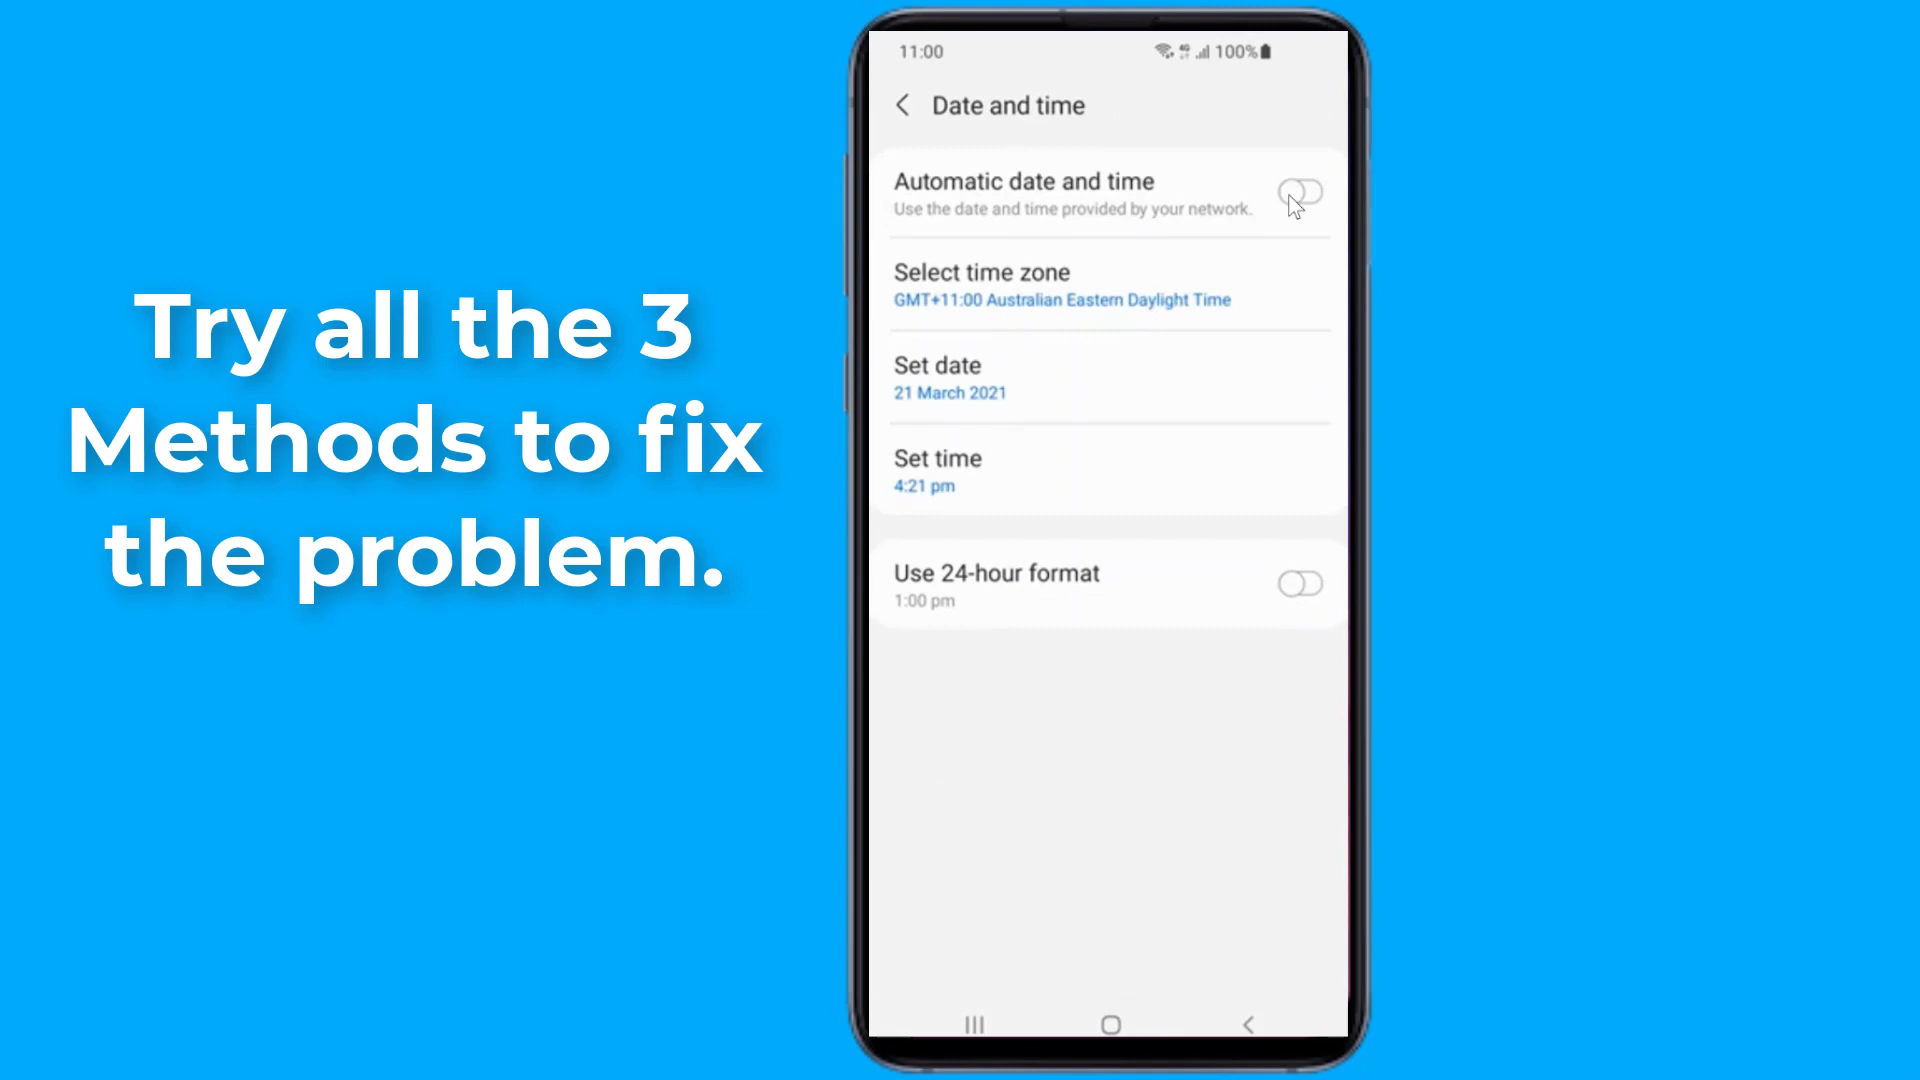 Try all the 3
Methods to fix
the problem.
11:00
4G
100%
Date and time
Automatic date and time
Use the date and time provided by your network.
Select time zone
GMT+11:00 Australian Eastern Daylight Time
Set date
21 March 2021
Set time
4:21 pm
Use 24-hour format
1:00 pm